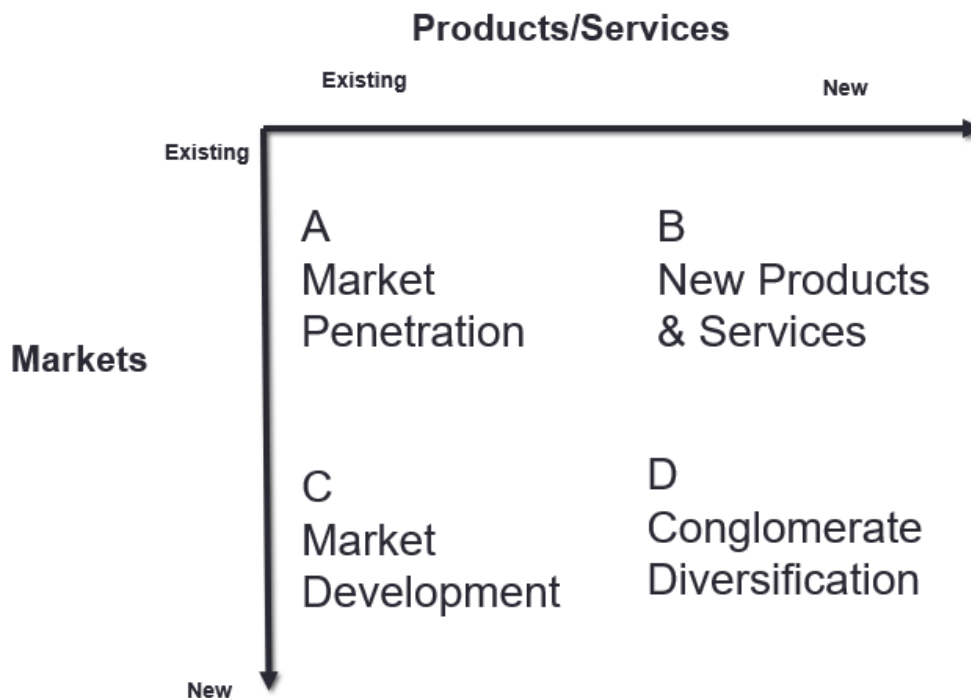 Products/Services
Existing
New
Existing
A
Market
Penetration
B
New Products
& Services
Markets
C
Market
Development
D
Conglomerate
Diversification
New